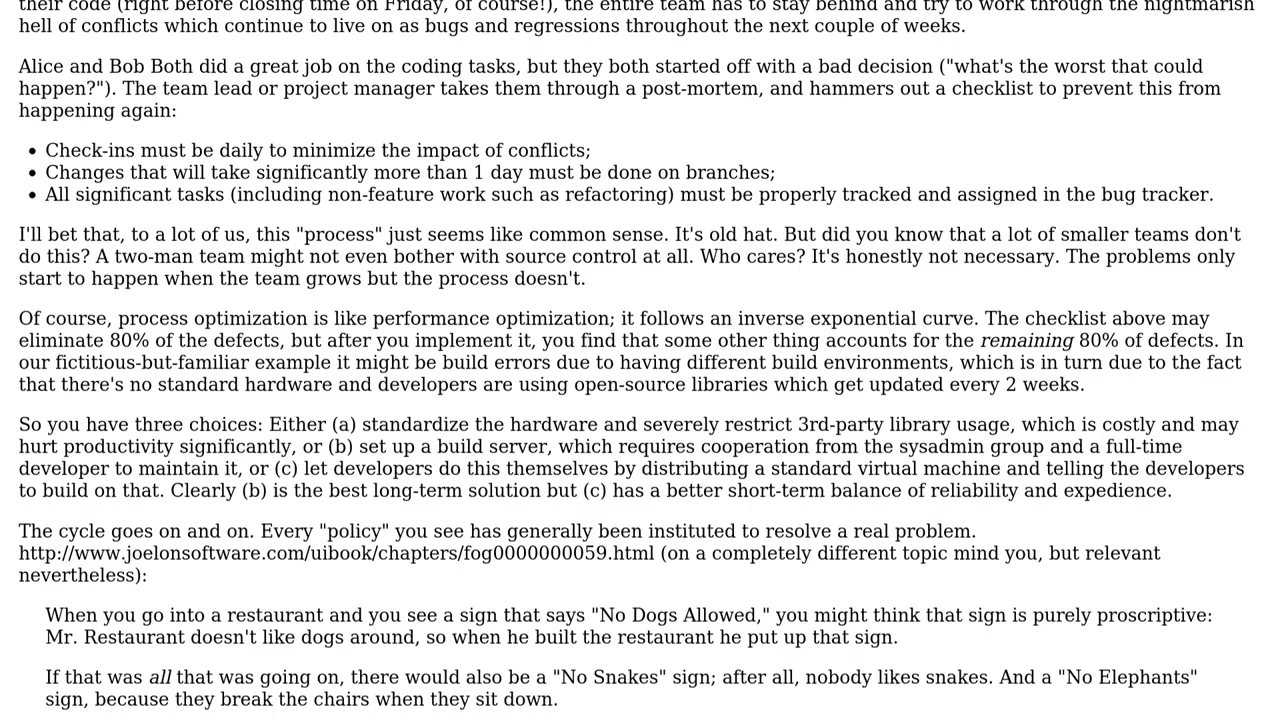 their code (right before closing time on Friday, of course!), the entire team has to stay behind and try to work through the nightmarish
hell of conflicts which continue to live on as bugs and regressions throughout the next couple of weeks.
Alice and Bob Both did a great job on the coding tasks, but they both started off with a bad decision ("what's the worst that could
happen?"). The team lead or project manager takes them through a post-mortem, and hammers out a checklist to prevent this from
happening again:
• Check-ins must be daily to minimize the impact of conflicts;
• Changes that will take significantly more than 1 day must be done on branches;
• All significant tasks (including non-feature work such as refactoring) must be properly tracked and assigned in the bug tracker.
I'll bet that, to a lot of us, this "process" just seems like common sense. It's old hat. But did you know that a lot of smaller teams don't
do this? A two-man team might not even bother with source control at all. Who cares? It's honestly not necessary. The problems only
start to happen when the team grows but the process doesn't.
Of course, process optimization is like performance optimization; it follows an inverse exponential curve. The checklist above may
eliminate 80% of the defects, but after you implement it, you find that some other thing accounts for the remaining 80% of defects. In
our fictitious-but-familiar example it might be build errors due to having different build environments, which is in turn due to the fact
that there's no standard hardware and developers are using open-source libraries which get updated every 2 weeks.
So you have three choices: Either (a) standardize the hardware and severely restrict 3rd-party library usage, which is costly and may
hurt productivity significantly, or (b) set up a build server, which requires cooperation from the sysadmin group and a full-time
developer to maintain it, or (c) let developers do this themselves by distributing a standard virtual machine and telling the developers
to build on that. Clearly (b) is the best long-term solution but (c) has a better short-term balance of reliability and expedience.
The cycle goes on and on. Every "policy" you see has generally been instituted to resolve a real problem.
http://www.joelonsoftware.com/uibook/chapters/fog0000000059.html (on a completely different topic mind you, but relevant
nevertheless):
When you go into a restaurant and you see a sign that says "No Dogs Allowed," you might think that sign is purely proscriptive:
Mr. Restaurant doesn't like dogs around, so when he built the restaurant he put up that sign.
If that was all that was going on, there would also be a "No Snakes" sign; after all, nobody likes snakes. And a "No Elephants"
sign, because they break the chairs when they sit down.